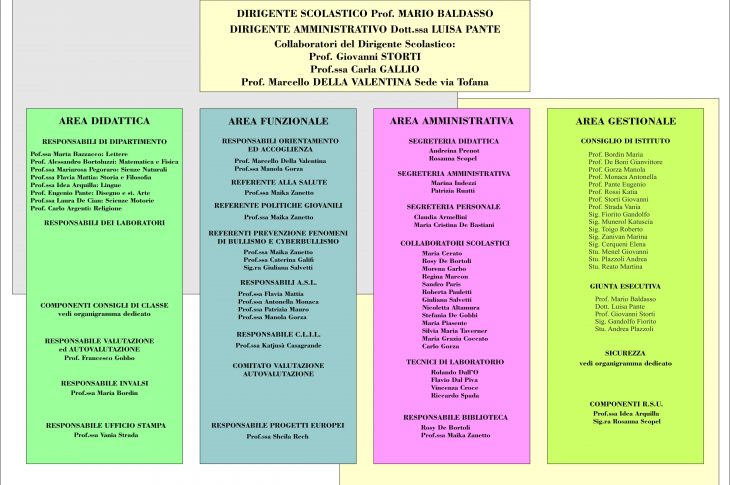 DIRIGENTE SCOLASTICO Prof. MARIO BALDASSO
DIRIGENTE AMMINISTRATIVO Dott.ssa LUISA PANTE
Collaboratori del Dirigente Scolastico:
Prof. Giovanni STORTI
Prof.ssa Carla GALLIO
Prof. Marcello DELLA VALENTINA Sede via Tofana
AREA DIDATTICA
RESPONSABILI DI DIPARTIMENTO
Pof.ssa Marta Bazzacco: Lettere
Prof. Alessandro Bortoluzzi: Matematica e Fisica
Prof.ssa Mariarosa Pegoraro: Sienze Naturali
Prof.ssa Flavia Mattia: Storia e Filosofia
Prof.ssa Idea Arquilla: Lingue
Prof. Eugenio Pante: Disegno e st. Arte
Prof.ssa Laura De Cian: Scienze Motorie
Prof. Carlo Argenti: Religione
RESPONSABILI DEI LABORATORI
COMPONENTI CONSIGLI DI CLASSE
vedi organigramma dedicato
RESPONSABILE VALUTAZIONE
ed AUTOVALUTAZIONE
Prof. Francesco Gobbo
RESPONSABILE INVALSI
Prof.ssa Maria Bordin
RESPONSABILE UFFICIO STAMPA
Prof.ssa Vania Strada
AREA FUNZIONALE
RESPONSABILI ORIENTAMENTO
ED ACCOGLIENZA
Prof. Marcello Della Valentina
Prof.ssa Manola Gorza
REFERENTE ALLA SALUTE
Prof.ssa Maika Zanetto
REFERENTE POLITICHE GIOVANILI
Prof.ssa Maika Zanetto
REFERENTI PREVENZIONE FENOMENI
DI BULLISMO E CYBERBULLISMO
Prof.ssa Maika Zanetto
Prof.ssa Caterina Galifi
Sig.ra Giuliana Salvetti
RESPONSABILI A.S.L.
Prof.ssa Flavia Mattia
Prof.ssa Antonella Monaca
Prof.ssa Patrizia Mauro
Prof.ssa Manola Gorza
RESPONSABILE C.L.I.L.
Prof.ssa Katjusà Casagrande
COMITATO VALUTAZIONE
AUTOVALUTAZIONE
RESPONSABILE PROGETTI EUROPEI
Prof.ssa Sheila Rech
AREA AMMINISTRATIVA
SEGRETERIA DIDATTICA
Andreina Prenot
Rosanna Scopel
SEGRETERIA AMMINISTRATIVA
Marina Indezzi
Patrizia Rnutti
SEGRETERIA PERSONALE
Claudia Armellini
Maria Cristina De Bastiani
COLLABORATORI SCOLASTICI
Maria Cerato
Rosy De Bortoli
Morena Garbo
Regina Marcon
Sandro Paris
Roberta Pauletti
Giuliana Salvetti
Nicoletta Altamura
Stefania De Gobbi
Maria Piasente
Silvia Maria Taverner
Maria Grazia Coccato
Carlo Gorza
TECNICI DI LABORATORIO
Rolando Dall'O
Flavio Dal Piva
Vincenza Croce
Riccardo Spada
RESPONSABILE BIBLIOTECA
Rosy De Bortoli
Prof.ssa Maika Zanetto
AREA GESTIONALE
CONSIGLIO DI ISTITUTO
Prof. Bordin Maria
Prof. De Boni Gianvittore
Prof. Gorza Manola
Prof. Monaca Antonella
Prof. Pante Eugenio
Prof. Rossi Katia
Prof. Storti Giovanni
Prof. Strada Vania
Sig. Fiorito Gandolfo
Sig. Munerol Katuscia
Sig. Toigo Roberto
Sig. Zanivan Marina
Sig. Cerqueni Elena
Stu. Menel Giovanni
Stu. Plazzoli Andrea
Stu. Reato Martina
GIUNTA ESECUTIVA
Prof. Mario Baldasso
Dott. Luisa Pante
Prof. Giovanni Storti
Sig. Gandolfo Fiorito
Stu. Andrea Plazzoli
SICUREZZA
vedi organigramma dedicato
COMPONENTI R.S.U.
Prof.ssa Idea Arquilla
Sig.ra Rosanna Scopel